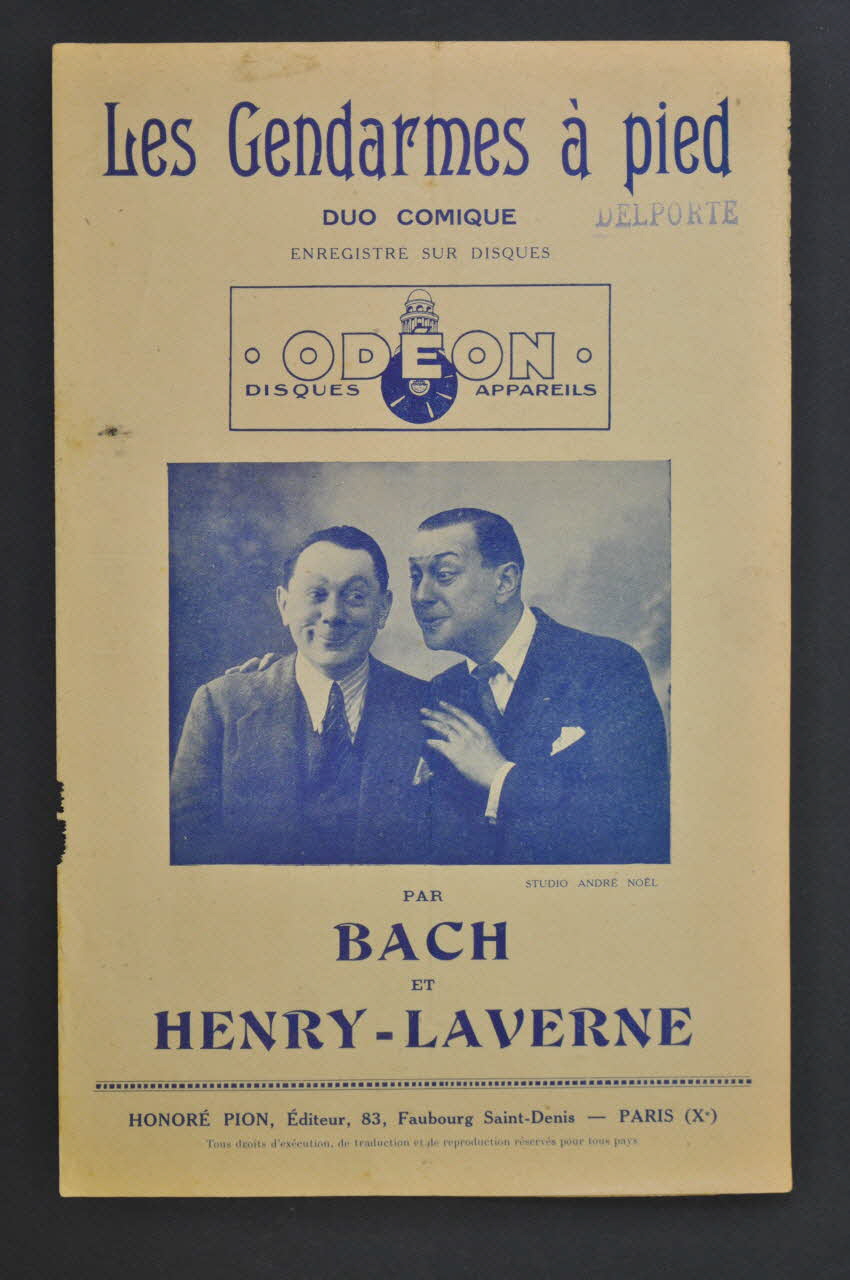 Les Gendarmes à pied
DUO COMIQUE
DELPORTE
ENREGISTRÉ SUR DISQUES
• ODÉON •
DISQUES APPAREILS
STUDIO ANDRÉ NOËL
PAR
BACH
ET
HENRY-LAVERNE
HONORÉ PION, Éditeur, 83, Faubourg Saint-Denis — PARIS (Xᵉ)
Tous droits d'exécution, de traduction et de reproduction réservés pour tous pays